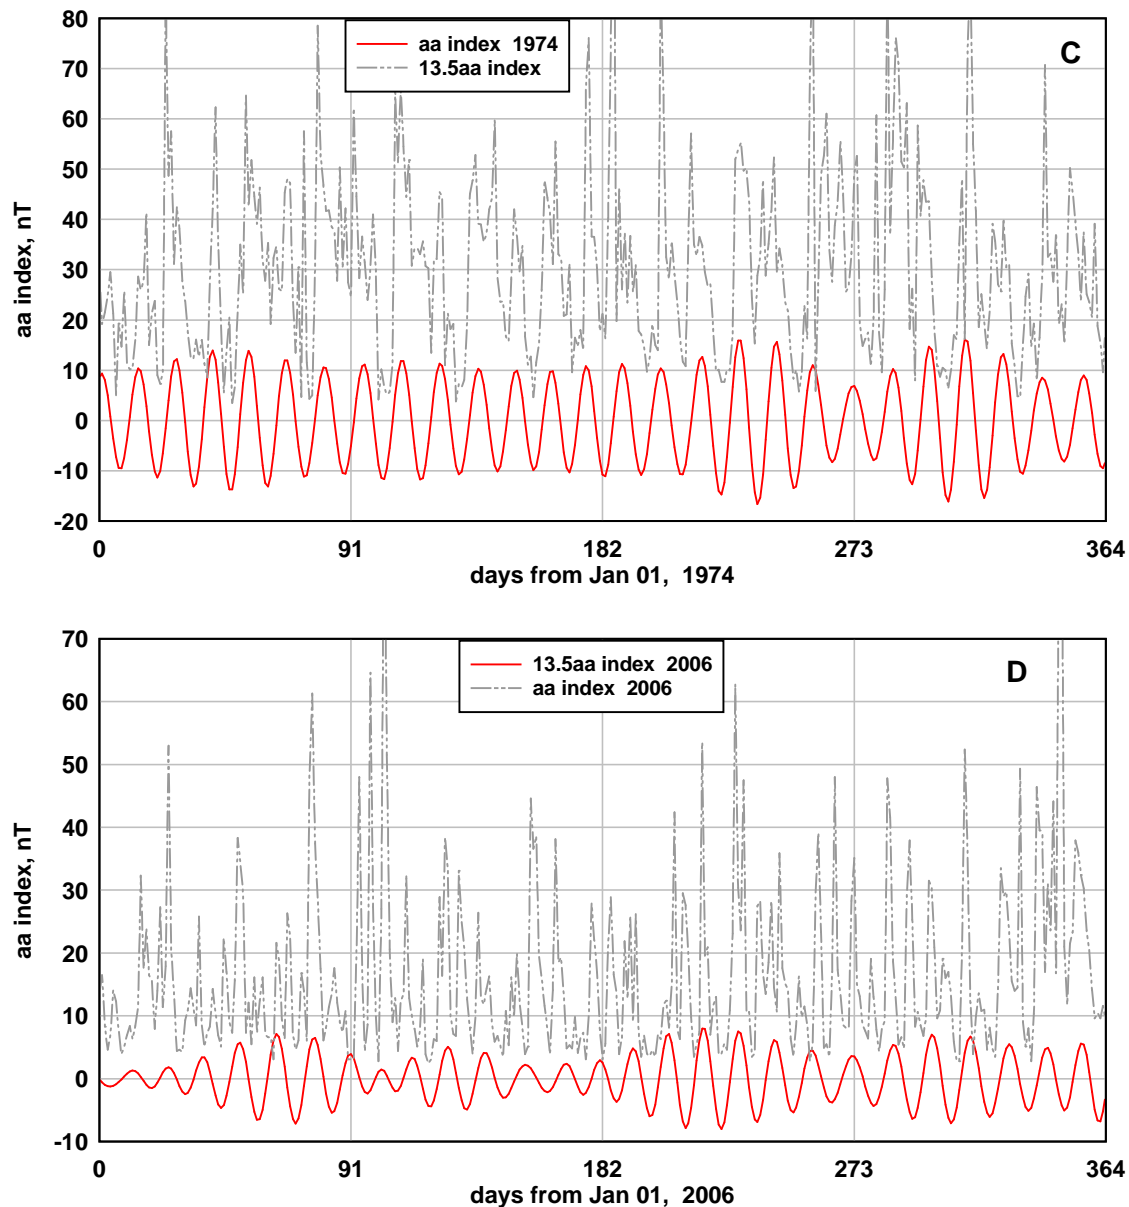 80
70
60
50
40
30
20
10
0
-10
-20
aa index, nT
aa index  1974
13.5aa index
C
0 91 182 273 364
days from Jan 01,  1974
70
60
50
40
30
20
10
0
-10
aa index, nT
13.5aa index  2006
aa index  2006
D
0 91 182 273 364
days from Jan 01,  2006